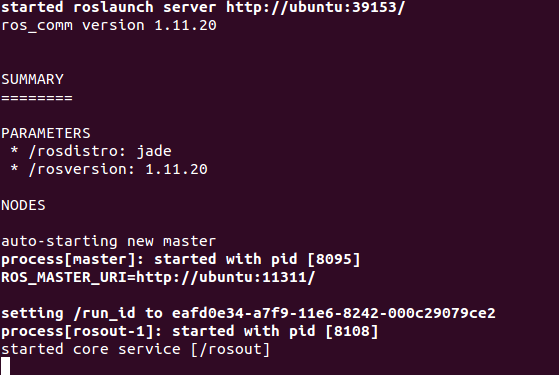 started roslaunch server http://ubuntu:39153/
ros_comm version 1.11.20
SUMMARY
========
PARAMETERS
* /rosdistro: jade
* /rosversion: 1.11.20
NODES
auto-starting new master
process[master]: started with pid [8095]
ROS_MASTER_URI=http://ubuntu:11311/
setting /run_id to eafd0e34-a7f9-11e6-8242-000c29079ce2
process[rosout-1]: started with pid [8108]
started core service [/rosout]